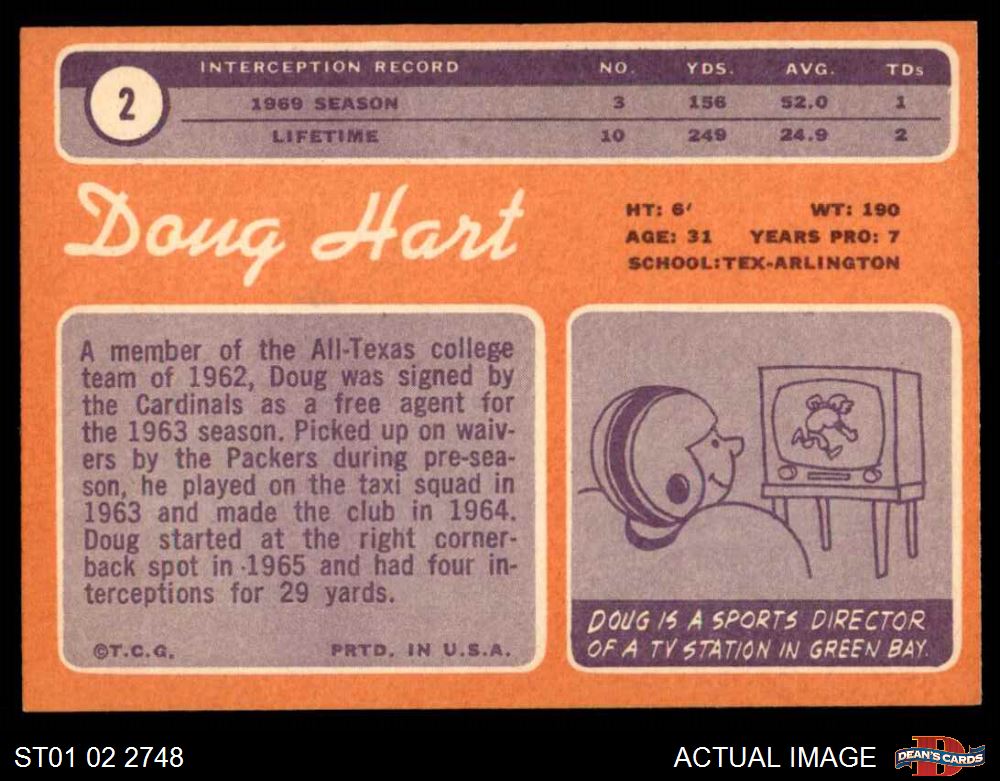 2
INTERCEPTION RECORD NO. YDS. AVG. TDs
1969 SEASON 3 156 52.0 1
LIFETIME 10 249 24.9 2
Doug Hart
HT: 6' WT: 190
AGE: 31 YEARS PRO: 7
SCHOOL:TEX-ARLINGTON
A member of the All-Texas college
team of 1962, Doug was signed by
the Cardinals as a free agent for
the 1963 season. Picked up on waiv-
ers by the Packers during pre-sea-
son, he played on the taxi squad in
1963 and made the club in 1964.
Doug started at the right corner-
back spot in 1965 and had four in-
terceptions for 29 yards.
©T.C.G. PRTD. IN U.S.A.
DOUG IS A SPORTS DIRECTOR
OF A TV STATION IN GREEN BAY.
ST01 02 2748
ACTUAL IMAGE
D
DEAN'S CARDS